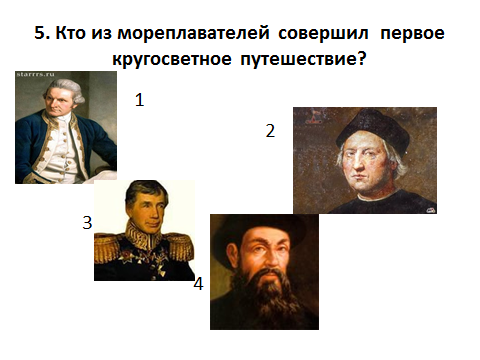 5. Кто из мореплавателей совершил первое
кругосветное путешествие?
starrrs.ru
1
2
3
4